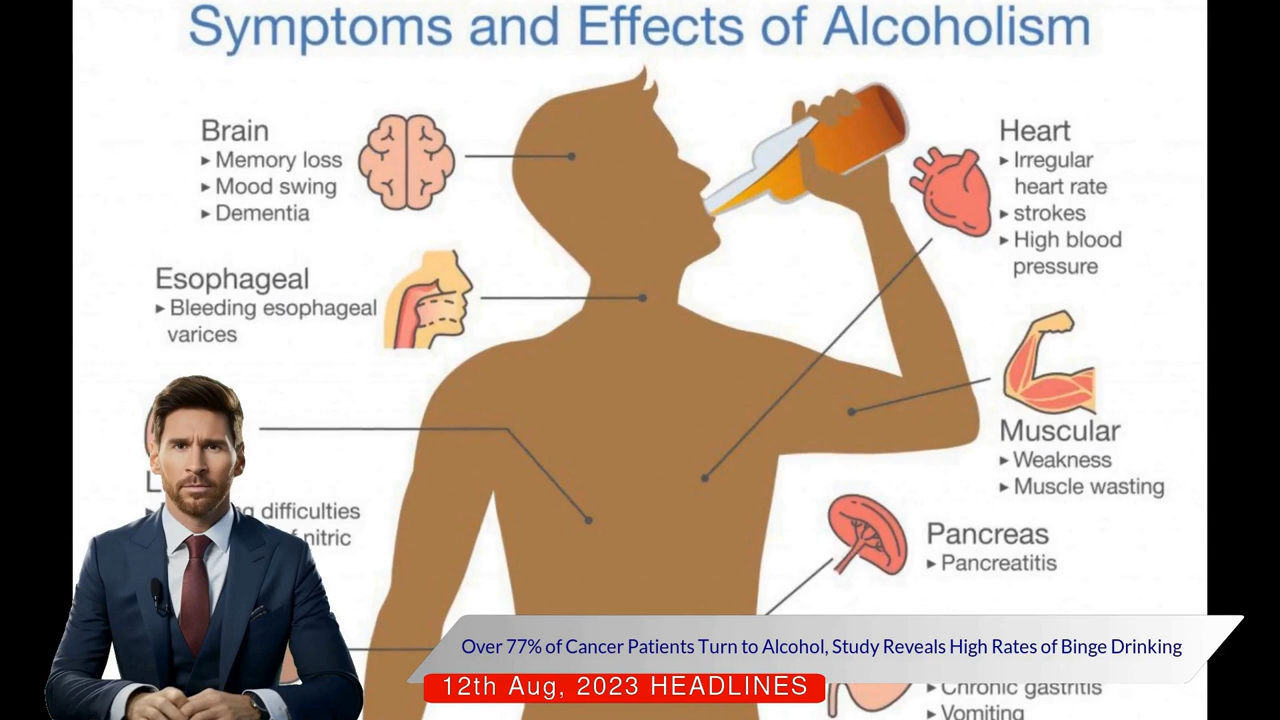 Symptoms and Effects of Alcoholism
Brain
▸ Memory loss
▸ Mood swing
▸ Dementia
Esophageal
▸ Bleeding esophageal
varices
L
difficulties
nitric
Heart
▸ Irregular
heart rate
▸ strokes
▸ High blood
pressure
Muscular
▸ Weakness
▸ Muscle wasting
Pancreas
▸ Pancreatitis
▸ Chronic gastritis
▸ Vomiting
Over 77% of Cancer Patients Turn to Alcohol, Study Reveals High Rates of Binge Drinking
12th Aug, 2023 HEADLINES